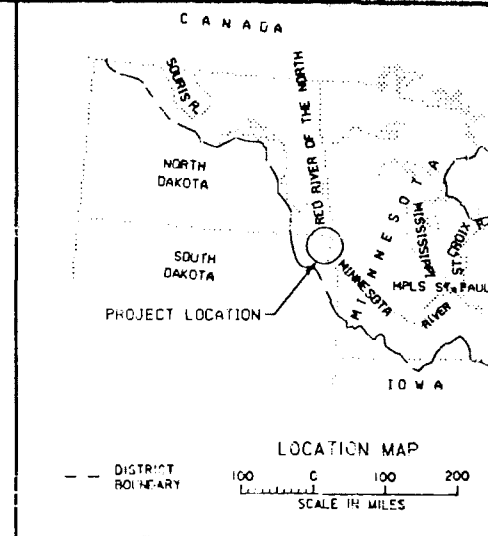 CANADA
SOURIS R.
RED RIVER OF THE NORTH
NORTH
DAKOTA
MINNESOTA
MISSISSIPPI
ST. CROIX R
SOUTH
DAKOTA
MINNESOTA
RIVER
MPLS ST. PAUL
PROJECT LOCATION
IOWA
LOCATION MAP
DISTRICT
BOUNDARY
100 0 100 200
SCALE IN MILES